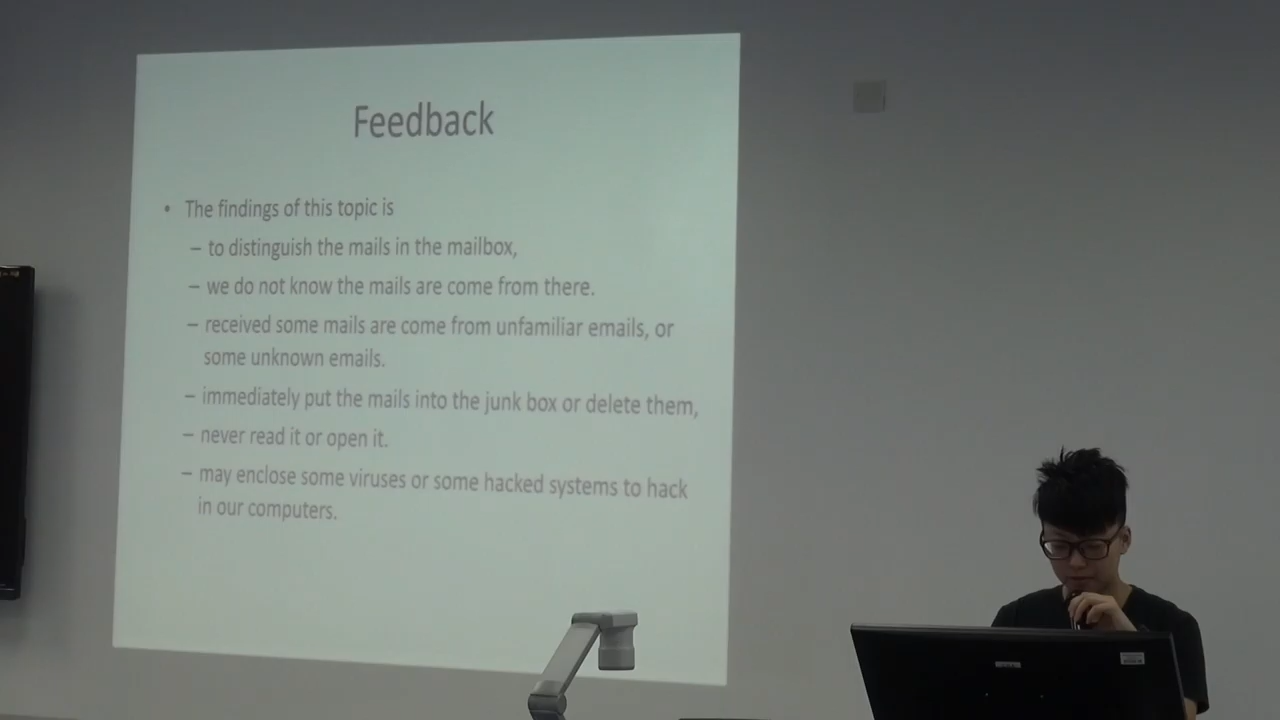 Feedback
• The findings of this topic is
– to distinguish the mails in the mailbox,
– we do not know the mails are come from there.
– received some mails are come from unfamiliar emails, or
some unknown emails.
– immediately put the mails into the junk box or delete them,
– never read it or open it.
– may enclose some viruses or some hacked systems to hack
in our computers.